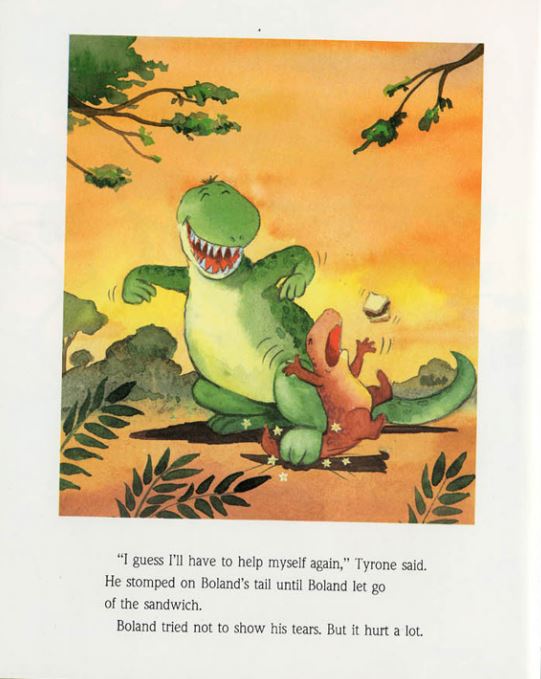 “I guess I’ll have to help myself again,” Tyrone said.
He stomped on Boland’s tail until Boland let go
of the sandwich.
Boland tried not to show his tears. But it hurt a lot.